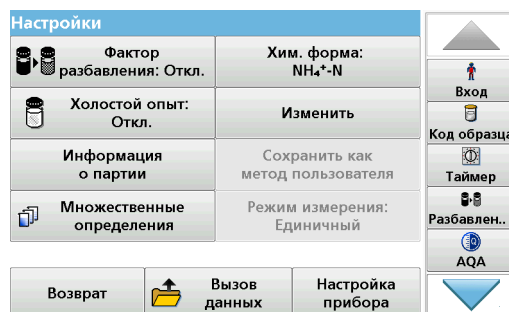 Настройки
Фактор
разбавления: Откл.
Хим. форма:
NH₄⁺-N
Холостой опыт:
Откл.
Изменить
Информация
о партии
Сохранить как
метод пользователя
Множественные
определения
Режим измерения:
Единичный
Возврат
Вызов
данных
Настройка
прибора
Вход
Код образца
Таймер
Разбавлен..
AQA